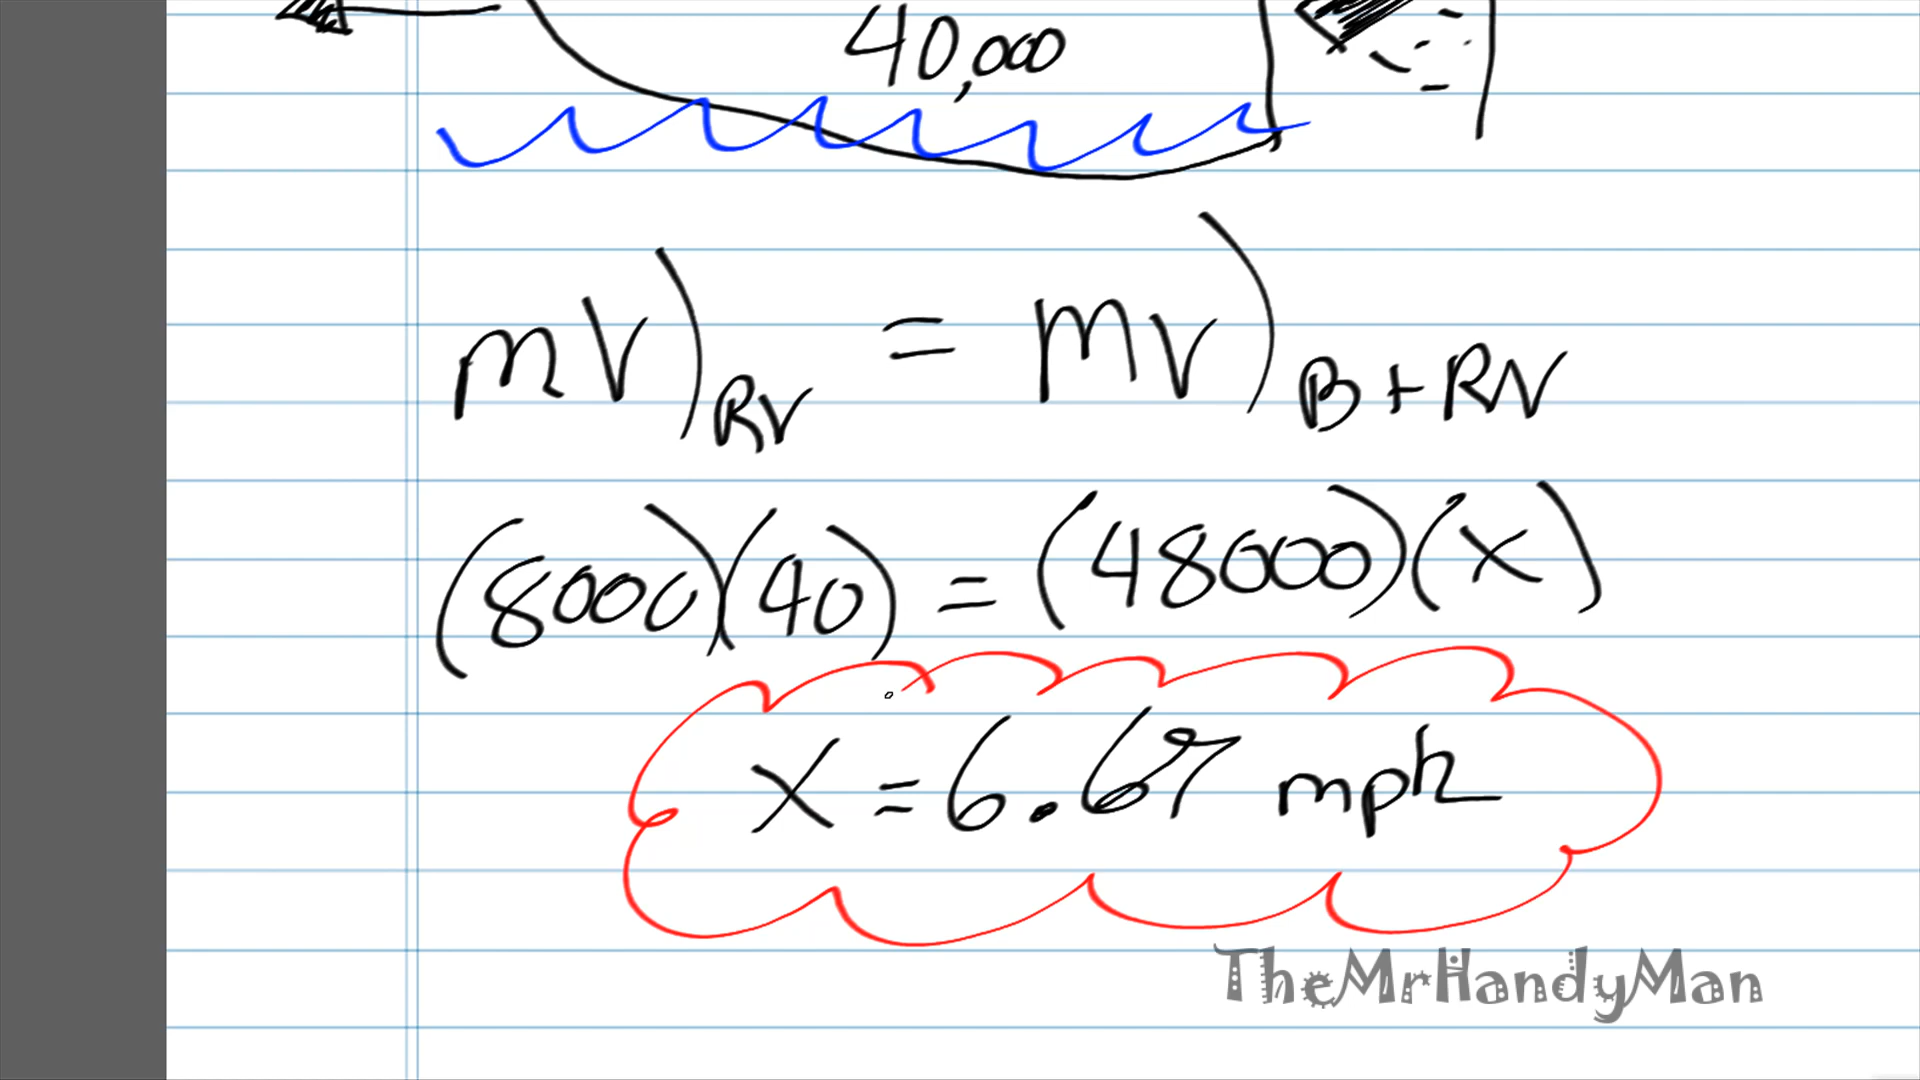 40,000
mV)RV = mV)B+RV
(8000)(40) = (48000)(x)
x = 6.67 mph
TheMrHandyMan